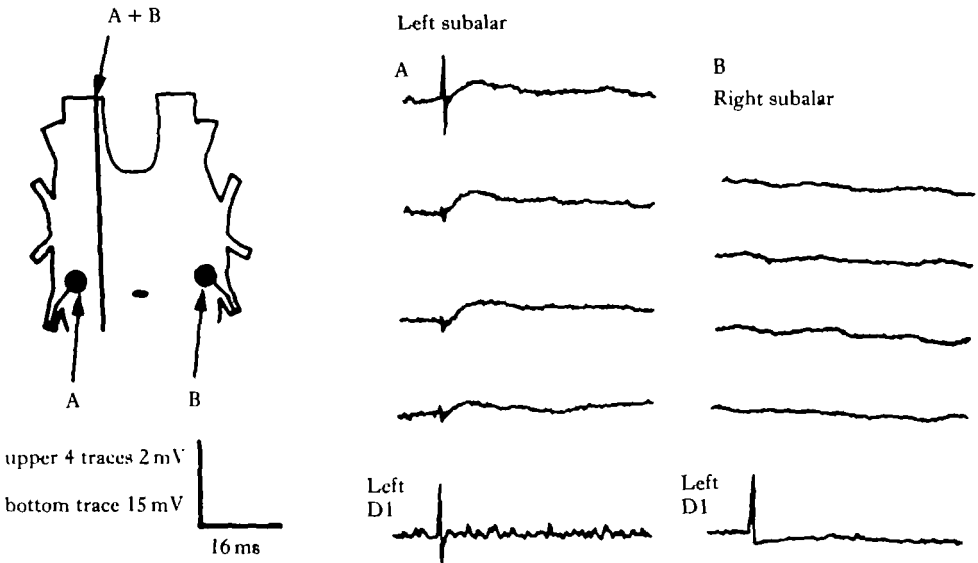 A + B
Left subalar
A
B
Right subalar
A
B
upper 4 traces 2 mV
bottom trace 15 mV
16 ms
Left
D1
Left
D1